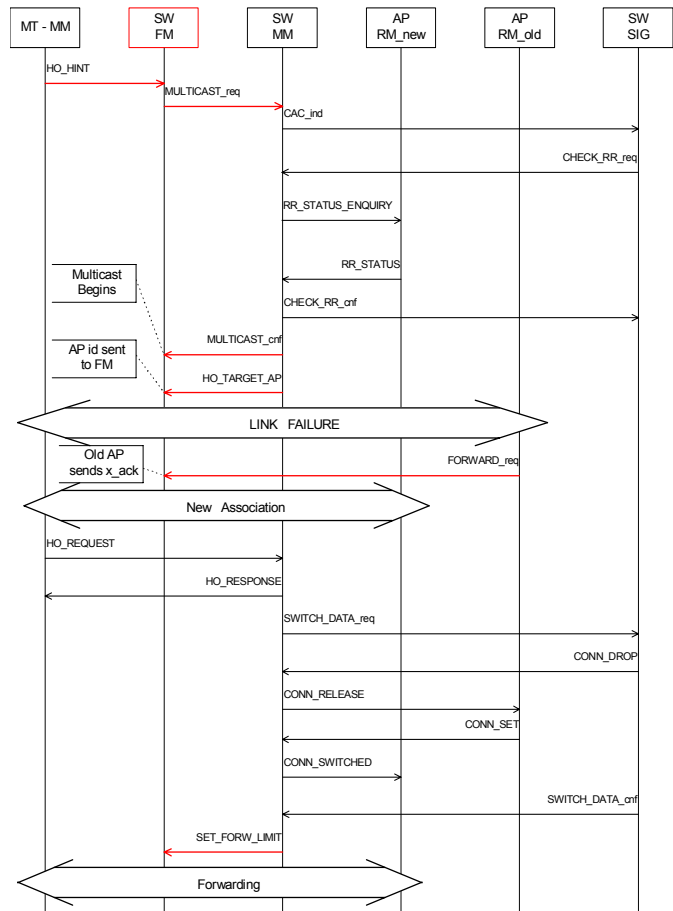 MT - MM
SW
FM
SW
MM
AP
RM_new
AP
RM_old
SW
SIG
HO_HINT
MULTICAST_req
CAC_ind
CHECK_RR_req
RR_STATUS_ENQUIRY
RR_STATUS
Multicast
Begins
CHECK_RR_cnf
MULTICAST_cnf
AP id sent
to FM
HO_TARGET_AP
LINK FAILURE
Old AP
sends x_ack
FORWARD_req
New Association
HO_REQUEST
HO_RESPONSE
SWITCH_DATA_req
CONN_DROP
CONN_RELEASE
CONN_SET
CONN_SWITCHED
SWITCH_DATA_cnf
SET_FORW_LIMIT
Forwarding